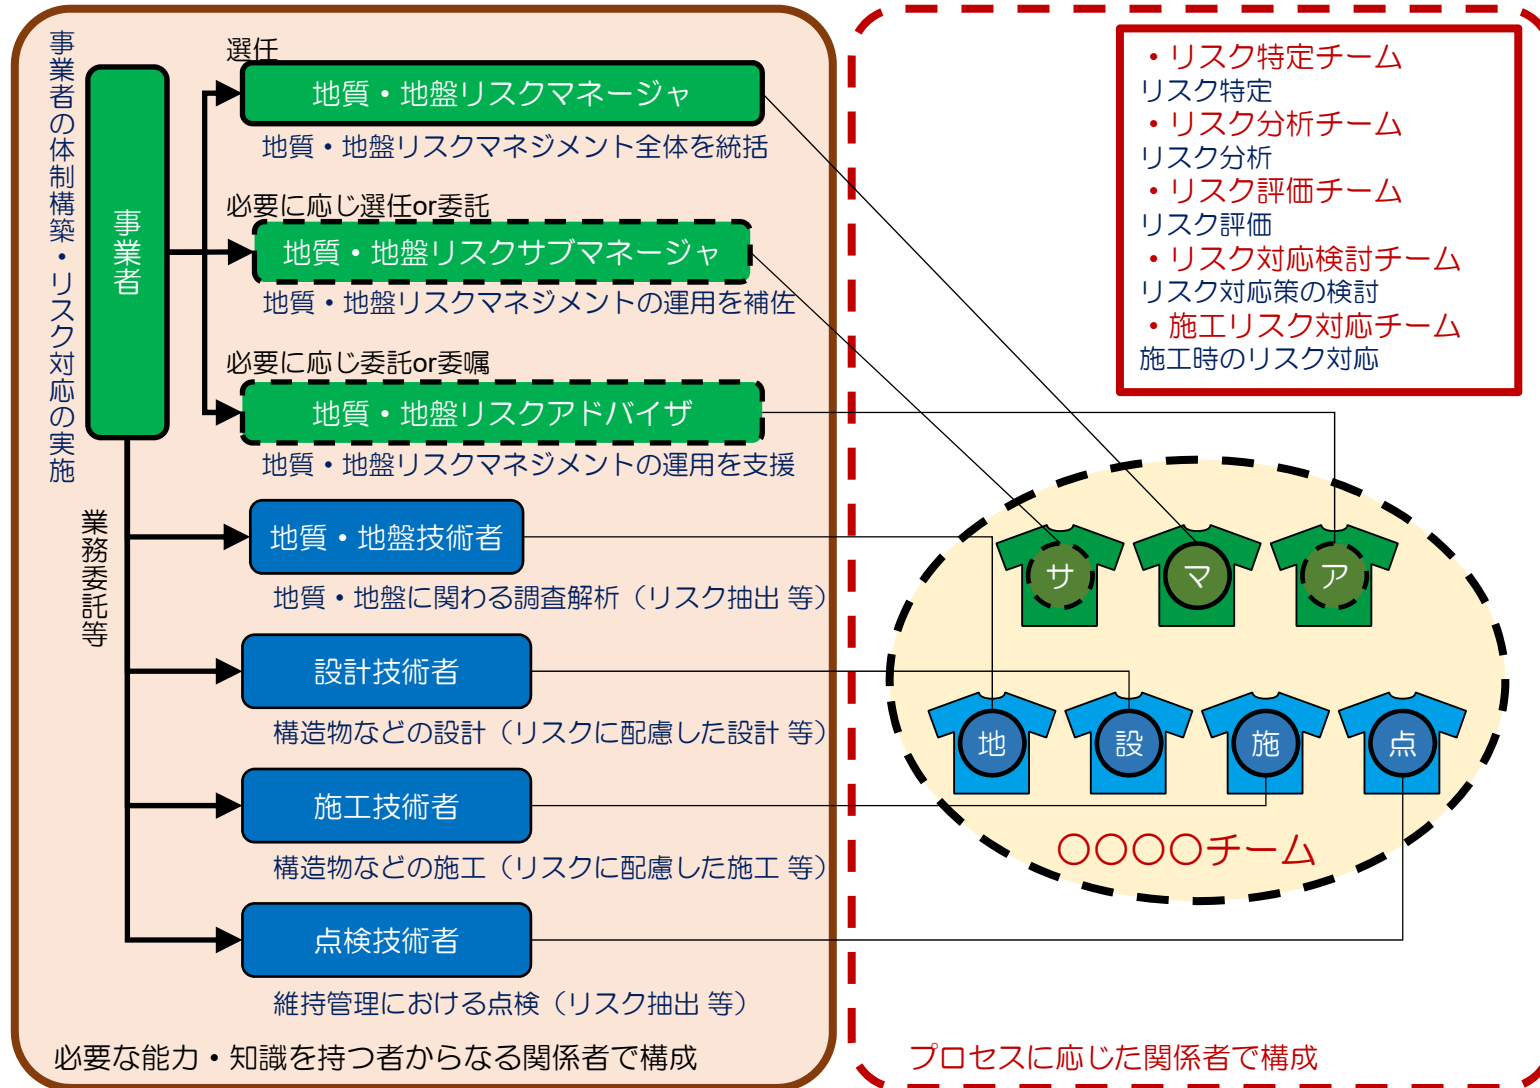 事業者の体制構築・リスク対応の実施
事業者
選任
地質・地盤リスクマネージャ
地質・地盤リスクマネジメント全体を統括
必要に応じ選任or委託
地質・地盤リスクサブマネージャ
地質・地盤リスクマネジメントの運用を補佐
必要に応じ委託or委嘱
地質・地盤リスクアドバイザ
地質・地盤リスクマネジメントの運用を支援
業務委託等
地質・地盤技術者
地質・地盤に関わる調査解析（リスク抽出 等）
設計技術者
構造物などの設計（リスクに配慮した設計 等）
施工技術者
構造物などの施工（リスクに配慮した施工 等）
点検技術者
維持管理における点検（リスク抽出 等）
必要な能力・知識を持つ者からなる関係者で構成
・リスク特定チーム
リスク特定
・リスク分析チーム
リスク分析
・リスク評価チーム
リスク評価
・リスク対応検討チーム
リスク対応策の検討
・施工リスク対応チーム
施工時のリスク対応
サ
マ
ア
地
設
施
点
〇〇〇〇チーム
プロセスに応じた関係者で構成